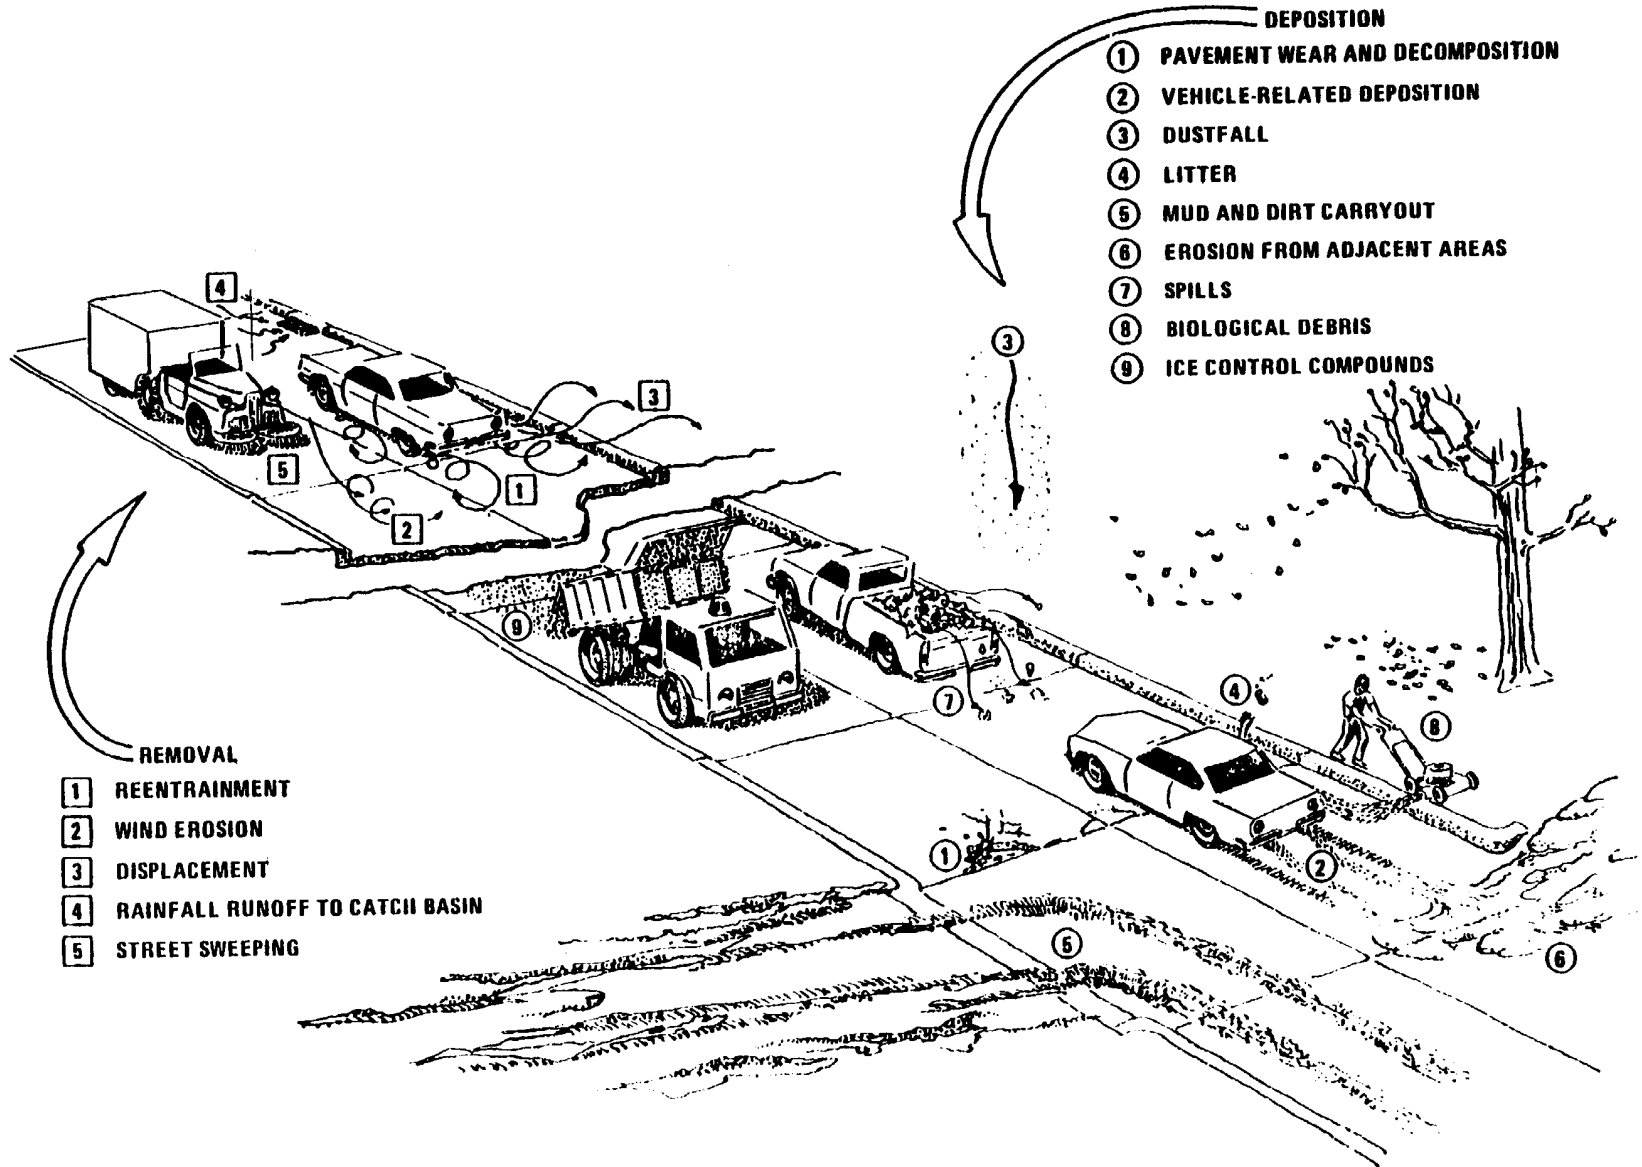 DEPOSITION
1 PAVEMENT WEAR AND DECOMPOSITION
2 VEHICLE-RELATED DEPOSITION
3 DUSTFALL
4 LITTER
5 MUD AND DIRT CARRYOUT
6 EROSION FROM ADJACENT AREAS
7 SPILLS
8 BIOLOGICAL DEBRIS
9 ICE CONTROL COMPOUNDS
4
3
3
5
1
2
9
7
4
8
1
2
5
6
REMOVAL
1 REENTRAINMENT
2 WIND EROSION
3 DISPLACEMENT
4 RAINFALL RUNOFF TO CATCH BASIN
5 STREET SWEEPING